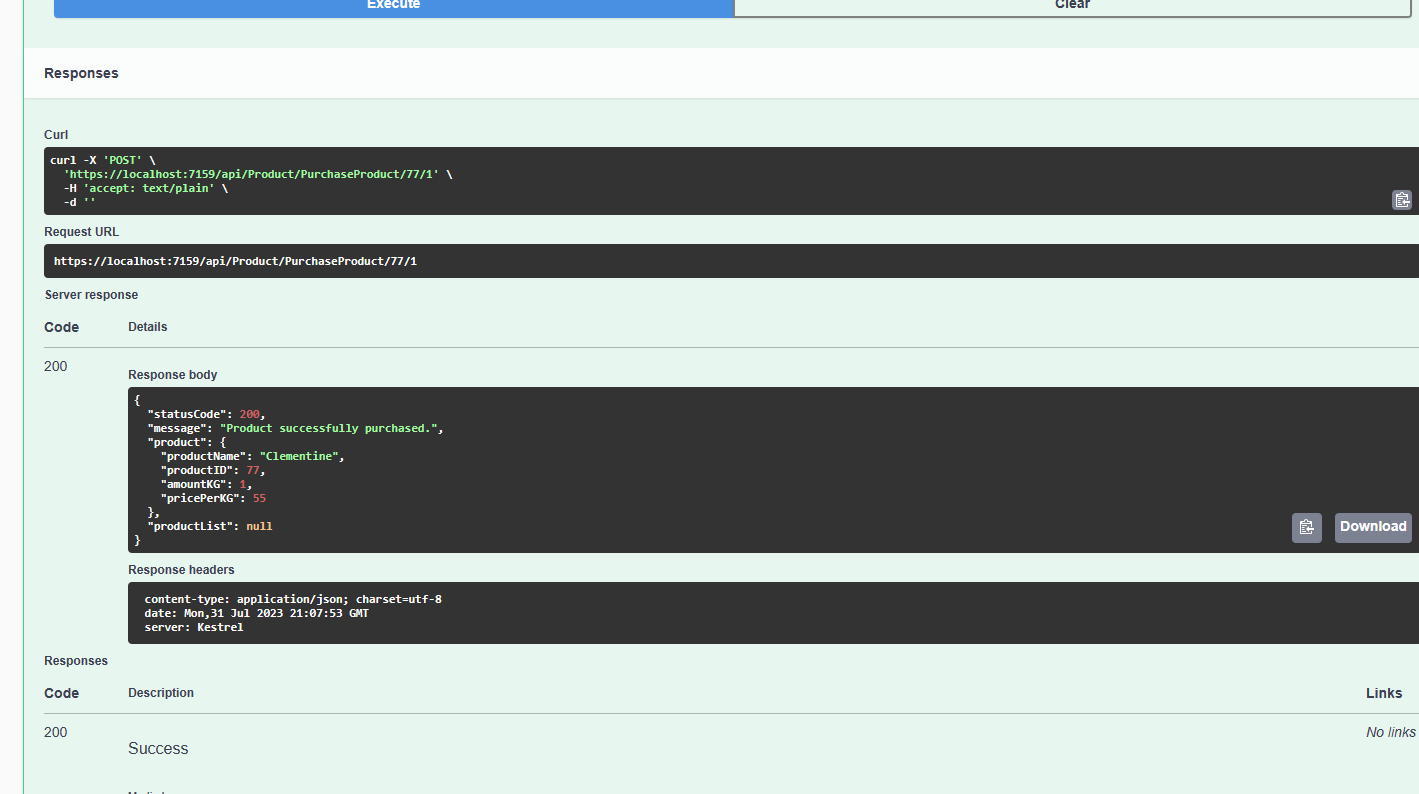 Execute
Clear
Responses
Curl
curl -X 'POST' \
'https://localhost:7159/api/Product/PurchaseProduct/77/1' \
-H 'accept: text/plain' \
-d ''
Request URL
https://localhost:7159/api/Product/PurchaseProduct/77/1
Server response
Code Details
200
Response body
{
"statusCode": 200,
"message": "Product successfully purchased.",
"product": {
"productName": "Clementine",
"productID": 77,
"amountKG": 1,
"pricePerKG": 55
},
"productList": null
}
Download
Response headers
content-type: application/json; charset=utf-8
date: Mon,31 Jul 2023 21:07:53 GMT
server: Kestrel
Responses
Code Description Links
200 No links
Success